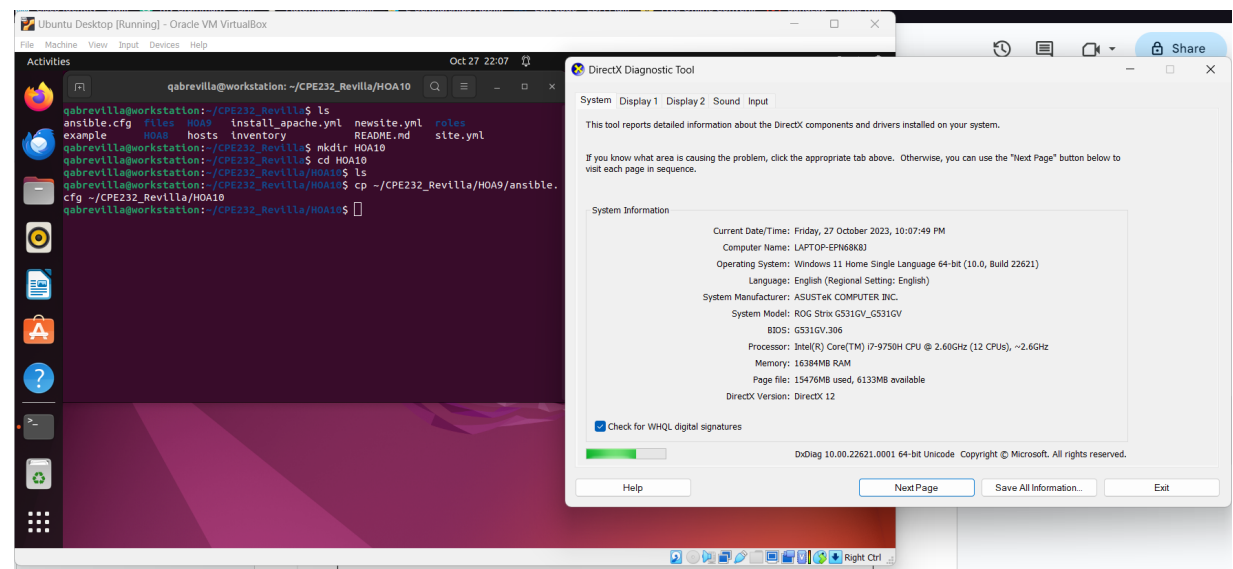 Ubuntu Desktop [Running] - Oracle VM VirtualBox
File Machine View Input Devices Help
Activities
Oct 27 22:07
qabrevilla@workstation: ~/CPE232_Revilla/HOA10
qabrevilla@workstation:~/CPE232_Revilla$ ls
ansible.cfg files HOA9 install_apache.yml newsite.yml roles
example HOA8 hosts inventory README.md site.yml
qabrevilla@workstation:~/CPE232_Revilla$ mkdir HOA10
qabrevilla@workstation:~/CPE232_Revilla$ cd HOA10
qabrevilla@workstation:~/CPE232_Revilla/HOA10$ ls
qabrevilla@workstation:~/CPE232_Revilla/HOA10$ cp ~/CPE232_Revilla/HOA9/ansible.
cfg ~/CPE232_Revilla/HOA10
qabrevilla@workstation:~/CPE232_Revilla/HOA10$
Right Ctrl
Share
DirectX Diagnostic Tool
System Display 1 Display 2 Sound Input
This tool reports detailed information about the DirectX components and drivers installed on your system.
If you know what area is causing the problem, click the appropriate tab above. Otherwise, you can use the "Next Page" button below to
visit each page in sequence.
System Information
Current Date/Time: Friday, 27 October 2023, 10:07:49 PM
Computer Name: LAPTOP-EPN68K8J
Operating System: Windows 11 Home Single Language 64-bit (10.0, Build 22621)
Language: English (Regional Setting: English)
System Manufacturer: ASUSTeK COMPUTER INC.
System Model: ROG Strix G531GV_G531GV
BIOS: G531GV.306
Processor: Intel(R) Core(TM) i7-9750H CPU @ 2.60GHz (12 CPUs), ~2.6GHz
Memory: 16384MB RAM
Page file: 15476MB used, 6133MB available
DirectX Version: DirectX 12
Check for WHQL digital signatures
DxDiag 10.00.22621.0001 64-bit Unicode Copyright © Microsoft. All rights reserved.
Help
Next Page
Save All Information...
Exit